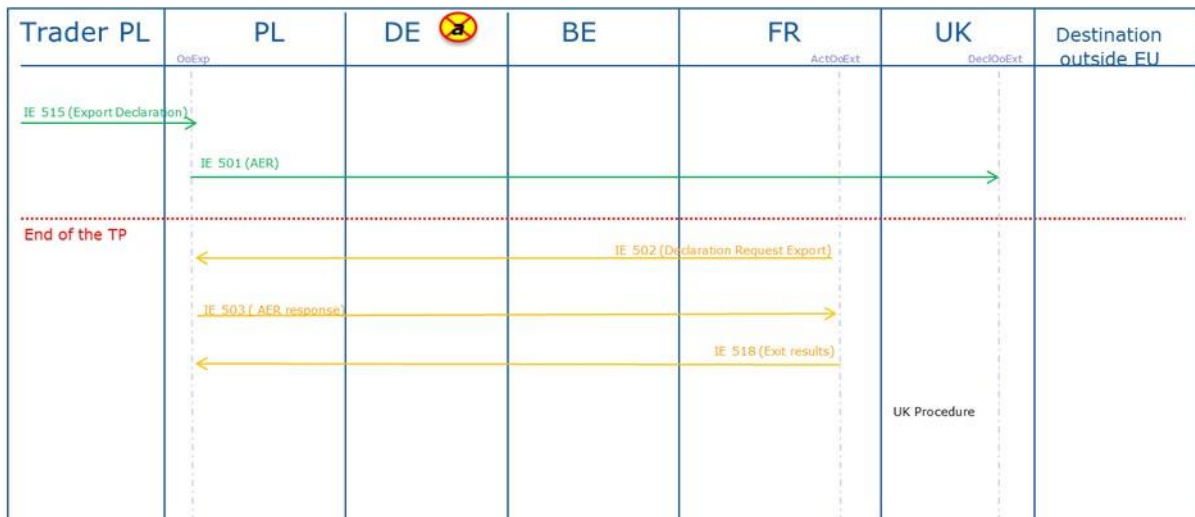 Trader PL
PL
DE
a
BE
FR
UK
Destination
outside EU
OoExp
ActOoExt
DeclOoExt
IE 515 (Export Declaration)
IE 501 (AER)
End of the TP
IE 502 (Declaration Request Export)
IE 503 ( AER response)
IE 518 (Exit results)
UK Procedure